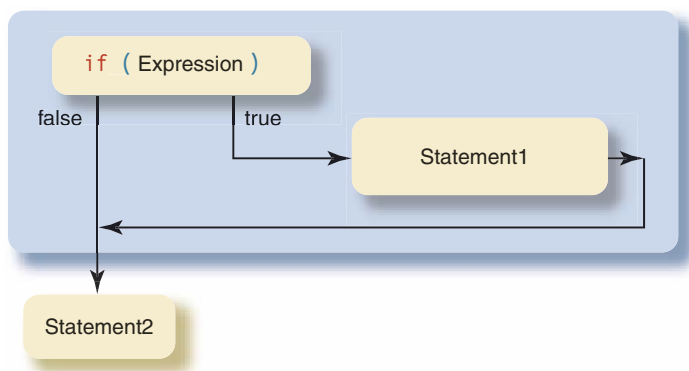 if ( Expression )
false
true
Statement1
Statement2